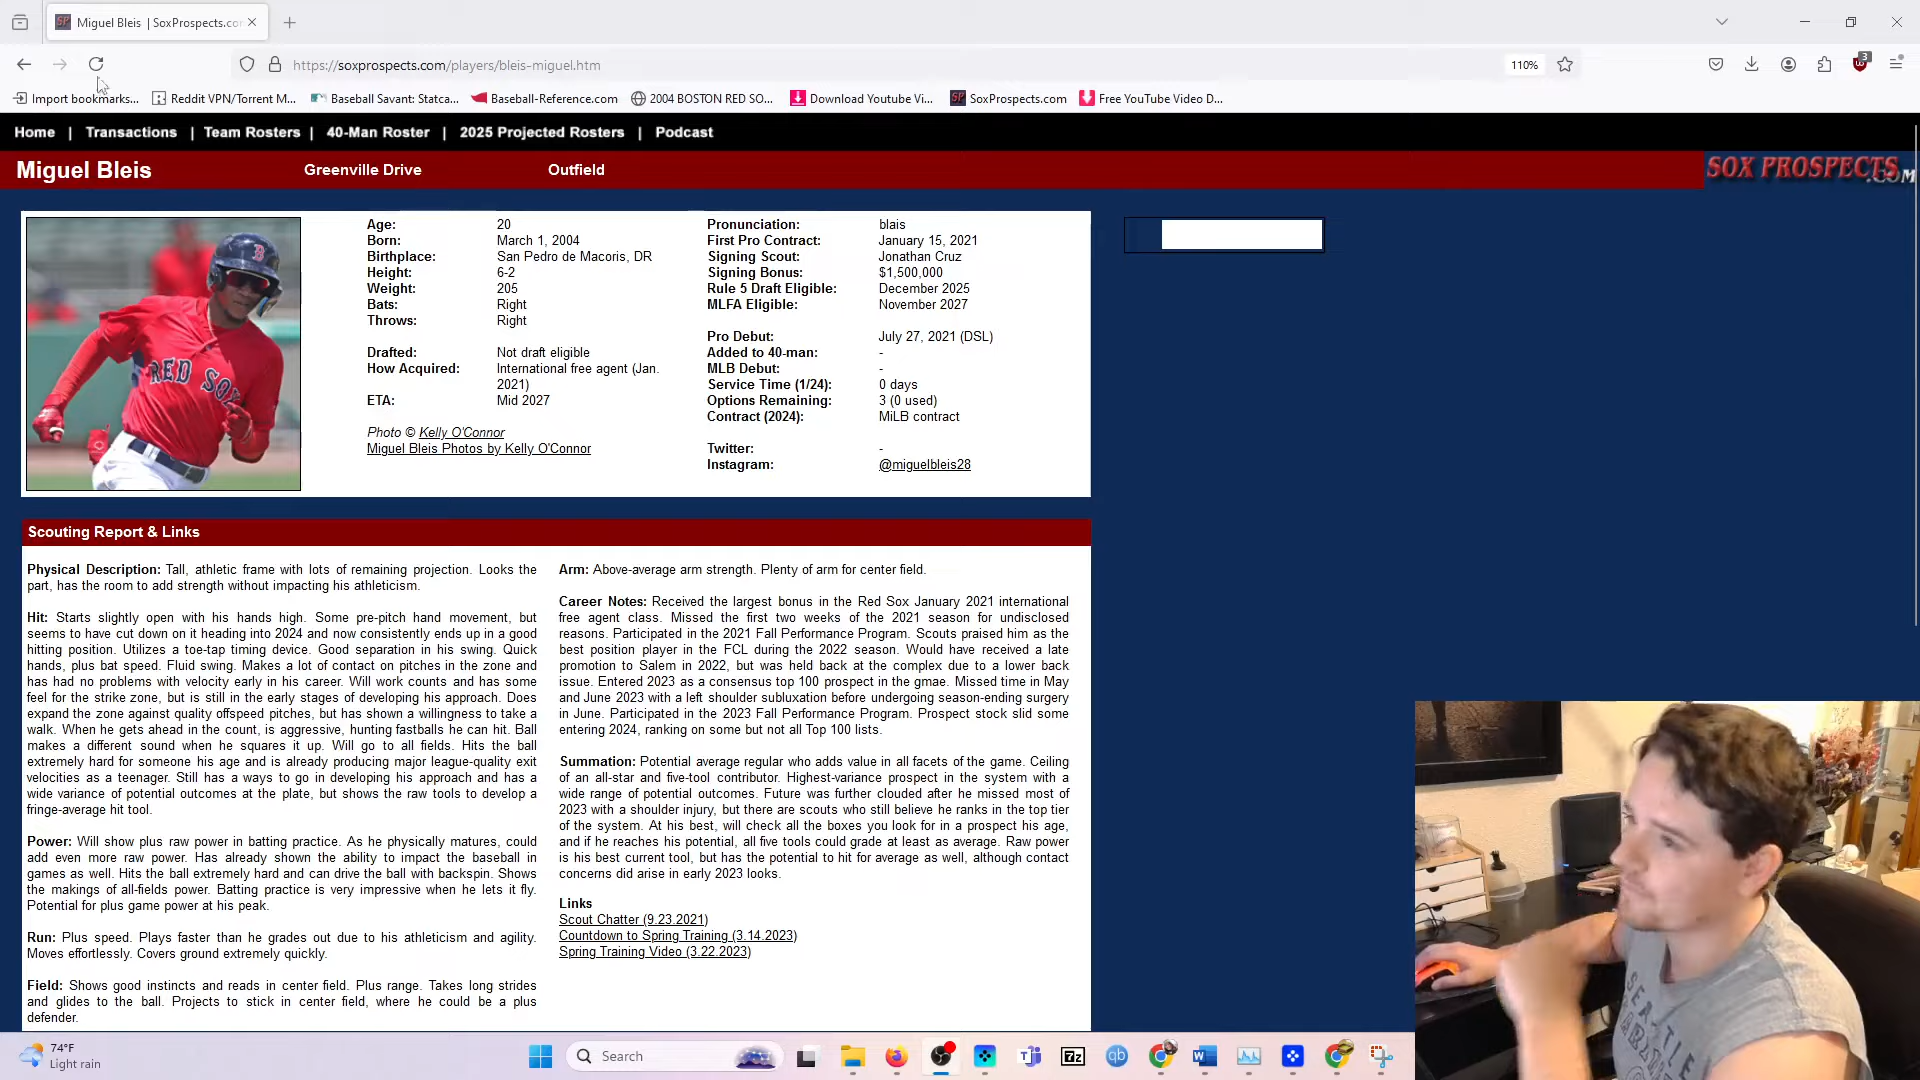 Miguel Bleis | SoxProspects.co
https://soxprospects.com/players/bleis-miguel.htm
110%
3
Import bookmarks...
Reddit VPN/Torrent M...
Baseball Savant: Statca...
Baseball-Reference.com
2004 BOSTON RED SO...
Download Youtube Vi...
SoxProspects.com
Free YouTube Video D...
Home | Transactions | Team Rosters | 40-Man Roster | 2025 Projected Rosters | Podcast
Miguel Bleis Greenville Drive Outfield
SOX PROSPECTS.COM
Age: 20
Born: March 1, 2004
Birthplace: San Pedro de Macoris, DR
Height: 6-2
Weight: 205
Bats: Right
Throws: Right
Drafted: Not draft eligible
How Acquired: International free agent (Jan.
2021)
ETA: Mid 2027
Photo © Kelly O'Connor
Miguel Bleis Photos by Kelly O'Connor
Pronunciation: blais
First Pro Contract: January 15, 2021
Signing Scout: Jonathan Cruz
Signing Bonus: $1,500,000
Rule 5 Draft Eligible: December 2025
MLFA Eligible: November 2027
Pro Debut: July 27, 2021 (DSL)
Added to 40-man: -
MLB Debut: -
Service Time (1/24): 0 days
Options Remaining: 3 (0 used)
Contract (2024): MiLB contract
Twitter: -
Instagram: @miguelbleis28
RED SOX
B
Scouting Report & Links
Physical Description: Tall, athletic frame with lots of remaining projection. Looks the
part, has the room to add strength without impacting his athleticism.
Hit: Starts slightly open with his hands high. Some pre-pitch hand movement, but
seems to have cut down on it heading into 2024 and now consistently ends up in a good
hitting position. Utilizes a toe-tap timing device. Good separation in his swing. Quick
hands, plus bat speed. Fluid swing. Makes a lot of contact on pitches in the zone and
has had no problems with velocity early in his career. Will work counts and has some
feel for the strike zone, but is still in the early stages of developing his approach. Does
expand the zone against quality offspeed pitches, but has shown a willingness to take a
walk. When he gets ahead in the count, is aggressive, hunting fastballs he can hit. Ball
makes a different sound when he squares it up. Will go to all fields. Hits the ball
extremely hard for someone his age and is already producing major league-quality exit
velocities as a teenager. Still has a ways to go in developing his approach and has a
wide variance of potential outcomes at the plate, but shows the raw tools to develop a
fringe-average hit tool.
Power: Will show plus raw power in batting practice. As he physically matures, could
add even more raw power. Has already shown the ability to impact the baseball in
games as well. Hits the ball extremely hard and can drive the ball with backspin. Shows
the makings of all-fields power. Batting practice is very impressive when he lets it fly.
Potential for plus game power at his peak.
Run: Plus speed. Plays faster than he grades out due to his athleticism and agility.
Moves effortlessly. Covers ground extremely quickly.
Field: Shows good instincts and reads in center field. Plus range. Takes long strides
and glides to the ball. Projects to stick in center field, where he could be a plus
defender.
Arm: Above-average arm strength. Plenty of arm for center field.
Career Notes: Received the largest bonus in the Red Sox January 2021 international
free agent class. Missed the first two weeks of the 2021 season for undisclosed
reasons. Participated in the 2021 Fall Performance Program. Scouts praised him as the
best position player in the FCL during the 2022 season. Would have received a late
promotion to Salem in 2022, but was held back at the complex due to a lower back
issue. Entered 2023 as a consensus top 100 prospect in the gmae. Missed time in May
and June 2023 with a left shoulder subluxation before undergoing season-ending surgery
in June. Participated in the 2023 Fall Performance Program. Prospect stock slid some
entering 2024, ranking on some but not all Top 100 lists.
Summation: Potential average regular who adds value in all facets of the game. Ceiling
of an all-star and five-tool contributor. Highest-variance prospect in the system with a
wide range of potential outcomes. Future was further clouded after he missed most of
2023 with a shoulder injury, but there are scouts who still believe he ranks in the top tier
of the system. At his best, will check all the boxes you look for in a prospect his age,
and if he reaches his potential, all five tools could grade at least as average. Raw power
is his best current tool, but has the potential to hit for average as well, although contact
concerns did arise in early 2023 looks.
Links
Scout Chatter (9.23.2021)
Countdown to Spring Training (3.14.2023)
Spring Training Video (3.22.2023)
74°F
Light rain
Search
7z
qb